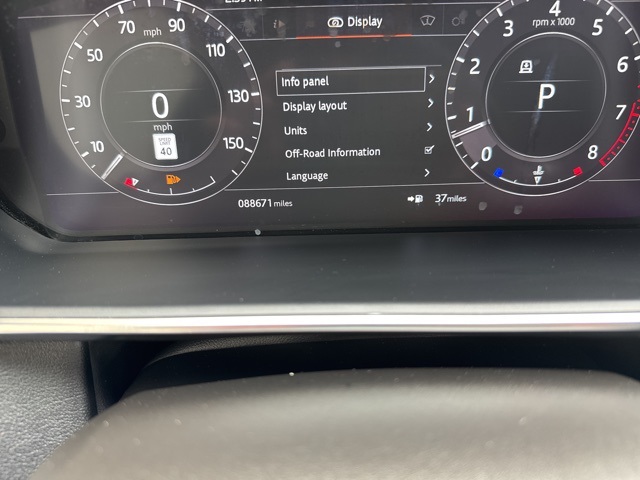 Display
70
90
mph
50
110
30
130
10
150
0
mph
SPEED
LIMIT
40
Info panel
Display layout
Units
Off-Road Information
Language
088671 miles
37 miles
4
rpm x 1000
3
5
2
6
1
7
0
8
P